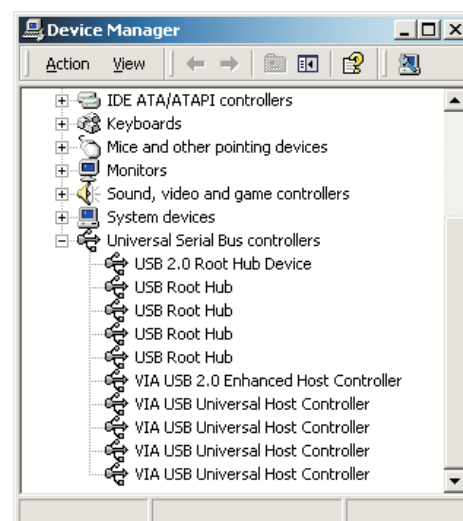 Device Manager
Action View
IDE ATA/ATAPI controllers
Keyboards
Mice and other pointing devices
Monitors
Sound, video and game controllers
System devices
Universal Serial Bus controllers
USB 2.0 Root Hub Device
USB Root Hub
USB Root Hub
USB Root Hub
USB Root Hub
VIA USB 2.0 Enhanced Host Controller
VIA USB Universal Host Controller
VIA USB Universal Host Controller
VIA USB Universal Host Controller
VIA USB Universal Host Controller